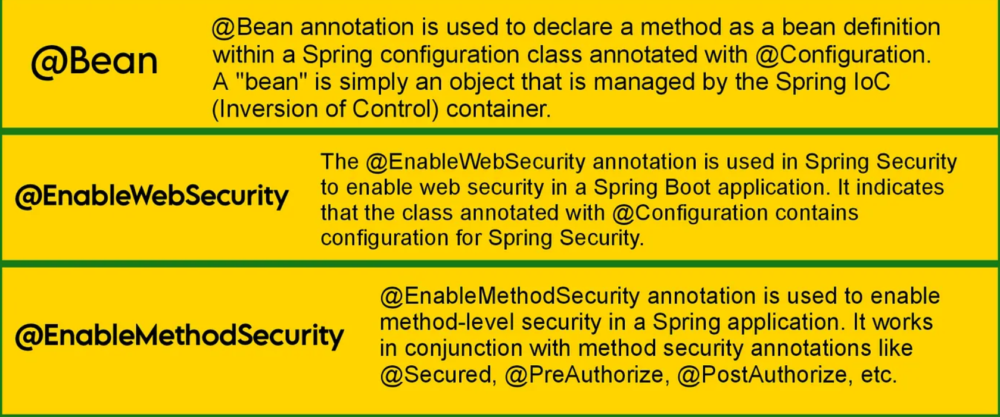 @Bean
@Bean annotation is used to declare a method as a bean definition
within a Spring configuration class annotated with @Configuration.
A "bean" is simply an object that is managed by the Spring IoC
(Inversion of Control) container.
@EnableWebSecurity
The @EnableWebSecurity annotation is used in Spring Security
to enable web security in a Spring Boot application. It indicates
that the class annotated with @Configuration contains
configuration for Spring Security.
@EnableMethodSecurity
@EnableMethodSecurity annotation is used to enable
method-level security in a Spring application. It works
in conjunction with method security annotations like
@Secured, @PreAuthorize, @PostAuthorize, etc.